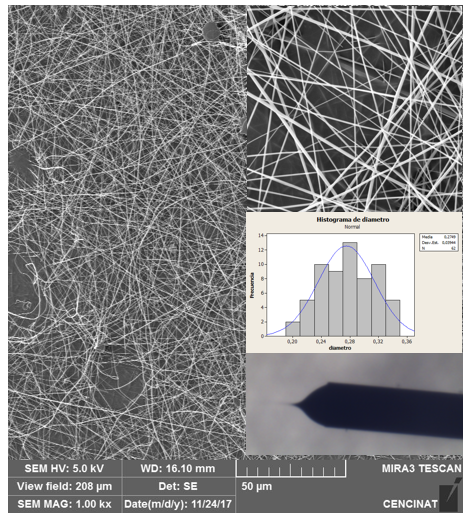 Histograma de diametro
Normal
Media 0,2749
Desv.Est. 0,03944
N 62
Frecuencia
14
12
10
8
6
4
2
0
0,20 0,24 0,28 0,32 0,36
diametro
SEM HV: 5.0 kV WD: 16.10 mm MIRA3 TESCAN
View field: 208 µm Det: SE 50 µm
SEM MAG: 1.00 kx Date(m/d/y): 11/24/17 CENCINAT